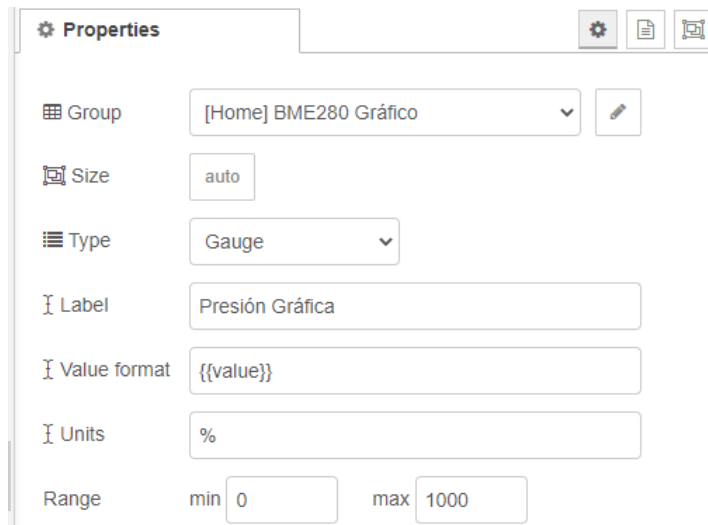 Properties
Group [Home] BME280 Gráfico
Size auto
Type Gauge
Label Presión Gráfica
Value format {{value}}
Units %
Range min 0 max 1000